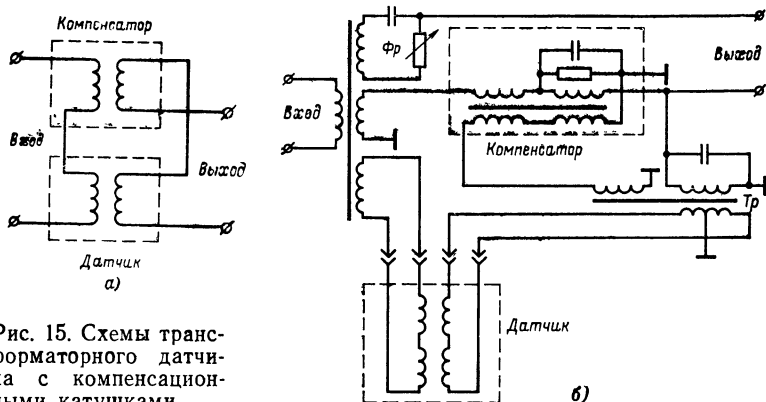 Компенсатор
Вход
Выход
Датчик
а)
Фр
Вход
Выход
Компенсатор
Тр
Датчик
б)
Рис. 15. Схемы транс-
форматорного датчи-
ка с компенсацион-
ными катушками